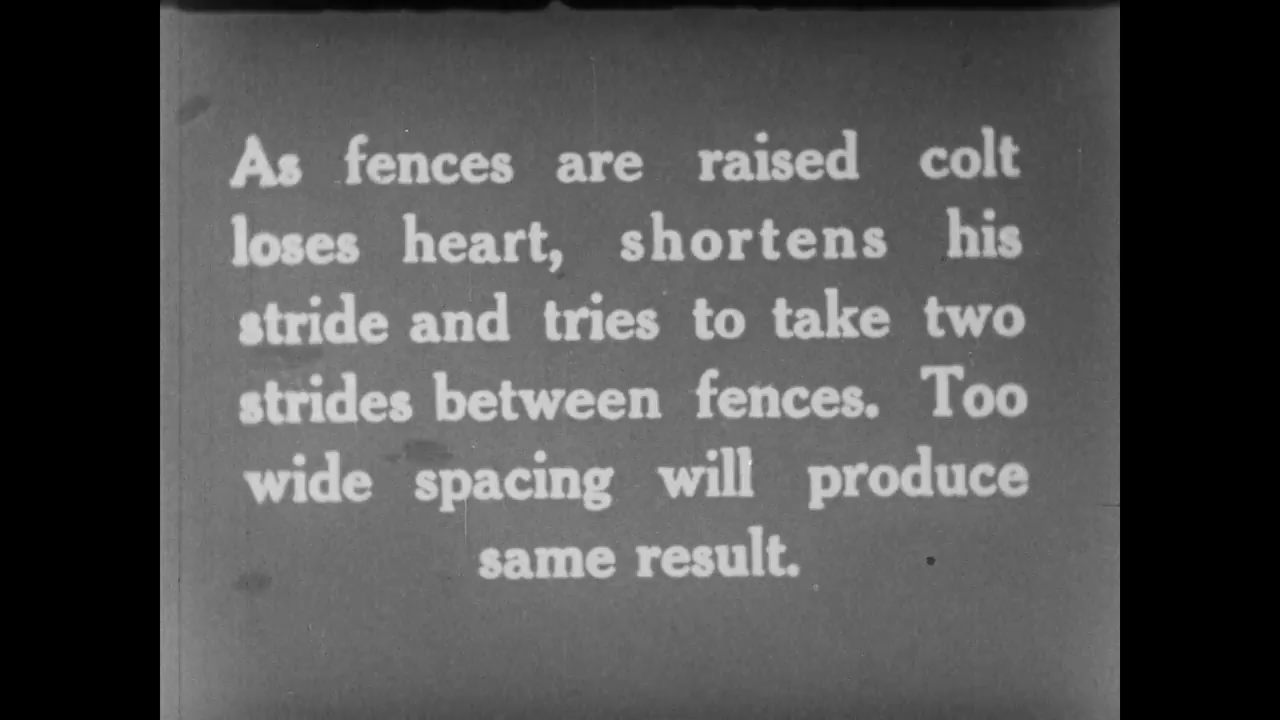 As fences are raised colt
loses heart, shortens his
stride and tries to take two
strides between fences. Too
wide spacing will produce
same result.